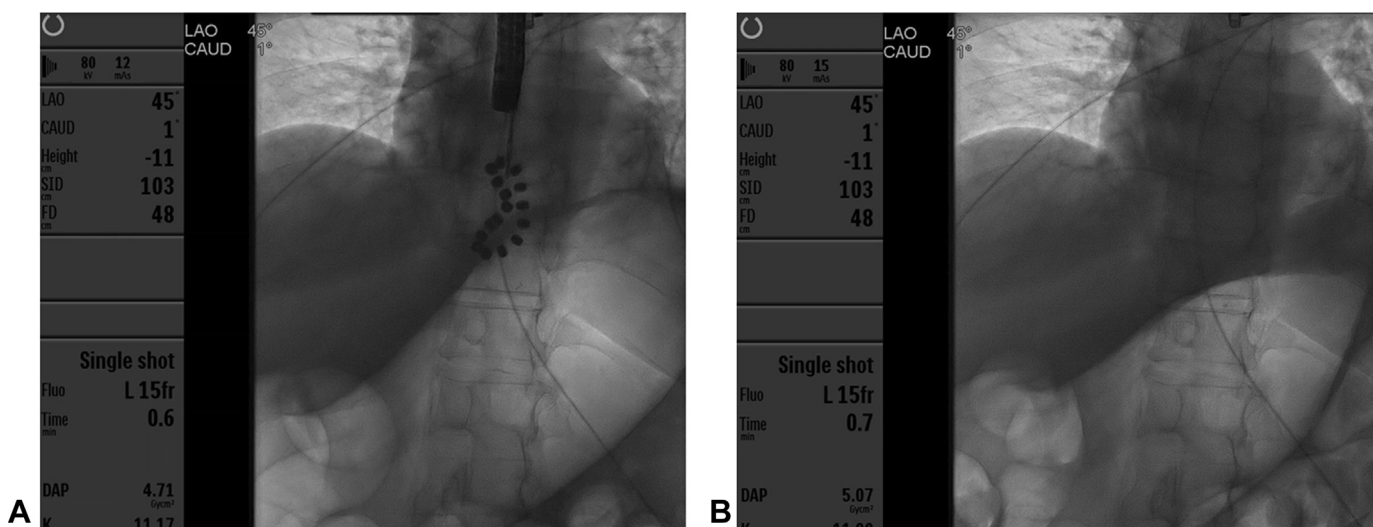 LAO 45°
CAUD 1°
80 12
kV mAs
LAO 45°
CAUD 1°
Height -11
cm
SID 103
cm
FD 48
cm
Single shot
Fluo L 15fr
Time 0.6
min
DAP 4.71
Gycm²
K 11.17
A
LAO 45°
CAUD 1°
80 15
kV mAs
LAO 45°
CAUD 1°
Height -11
cm
SID 103
cm
FD 48
cm
Single shot
Fluo L 15fr
Time 0.7
min
DAP 5.07
Gycm²
B